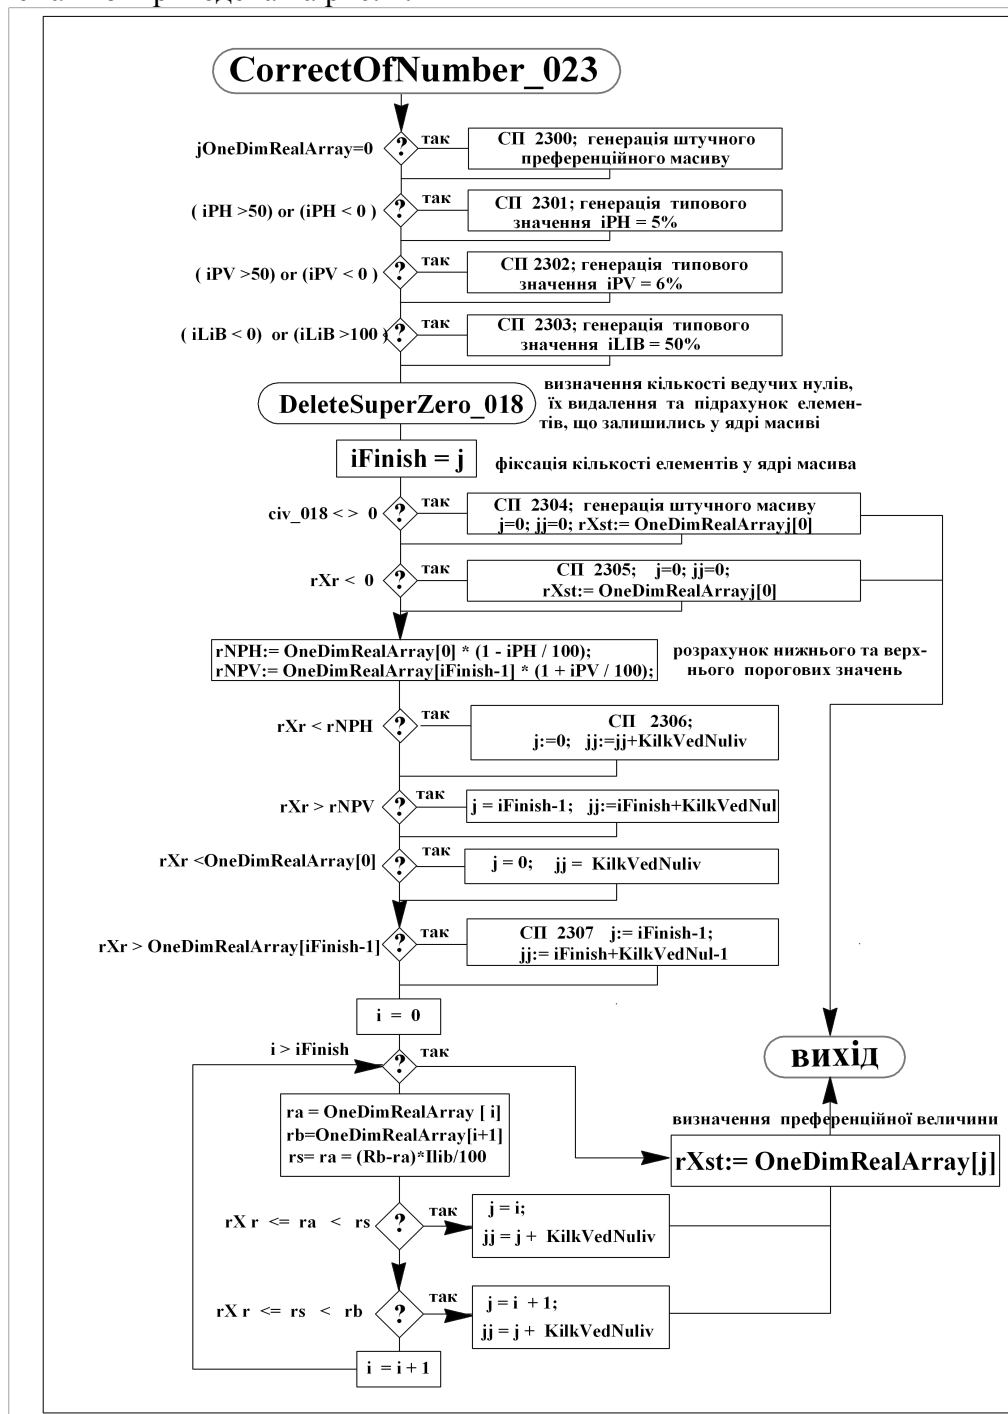 CorrectOfNumber_023
jOneDimRealArray=0
?
так
СП 2300; генерація штучного
преференційного масиву
( iPH >50) or (iPH < 0 )
?
так
СП 2301; генерація типового
значення iPH = 5%
( iPV >50) or (iPV < 0 )
?
так
СП 2302; генерація типового
значення iPV = 6%
( iLiB < 0) or (iLiB >100 )
?
так
СП 2303; генерація типового
значення iLIB = 50%
DeleteSuperZero_018
визначення кількості ведучих нулів,
їх видалення та підрахунок елемен-
тів, що залишились у ядрі масиві
iFinish = j
фіксація кількості елементів у ядрі масива
civ_018 < > 0
?
так
СП 2304; генерація штучного масиву
j=0; jj=0; rXst:= OneDimRealArrayj[0]
rXr < 0
?
так
СП 2305; j=0; jj=0;
rXst:= OneDimRealArrayj[0]
rNPH:= OneDimRealArray[0] * (1 - iPH / 100);
rNPV:= OneDimRealArray[iFinish-1] * (1 + iPV / 100);
розрахунок нижнього та верх-
нього порогових значень
rXr < rNPH
?
так
СП 2306;
j:=0; jj:=jj+KilkVedNuliv
rXr > rNPV
?
так
j = iFinish-1; jj:=iFinish+KilkVedNul
rXr <OneDimRealArray[0]
?
так
j = 0; jj = KilkVedNuliv
rXr > OneDimRealArray[iFinish-1]
?
так
СП 2307 j:= iFinish-1;
jj:= iFinish+KilkVedNul-1
i = 0
i > iFinish
?
так
вихід
ra = OneDimRealArray [ i]
rb=OneDimRealArray[i+1]
rs= ra = (Rb-ra)*Ilib/100
визначення преференційної величини
rXst:= OneDimRealArray[j]
rX r <= ra < rs
?
так
j = i;
jj = j + KilkVedNuliv
rX r <= rs < rb
?
так
j = i + 1;
jj = j + KilkVedNuliv
i = i + 1